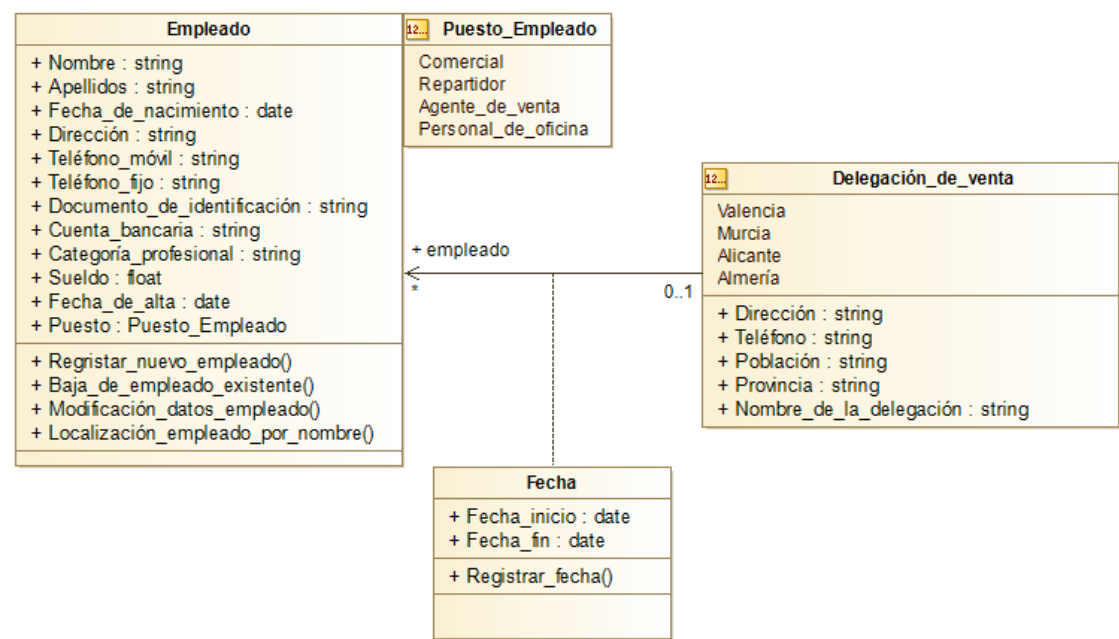 Empleado
+ Nombre : string
+ Apellidos : string
+ Fecha_de_nacimiento : date
+ Dirección : string
+ Teléfono_móvil : string
+ Teléfono_fijo : string
+ Documento_de_identificación : string
+ Cuenta_bancaria : string
+ Categoría_profesional : string
+ Sueldo : float
+ Fecha_de_alta : date
+ Puesto : Puesto_Empleado
+ Regristar_nuevo_empleado()
+ Baja_de_empleado_existente()
+ Modificación_datos_empleado()
+ Localización_empleado_por_nombre()
12... Puesto_Empleado
Comercial
Repartidor
Agente_de_venta
Personal_de_oficina
+ empleado
*
0..1
12... Delegación_de_venta
Valencia
Murcia
Alicante
Almería
+ Dirección : string
+ Teléfono : string
+ Población : string
+ Provincia : string
+ Nombre_de_la_delegación : string
Fecha
+ Fecha_inicio : date
+ Fecha_fin : date
+ Registrar_fecha()